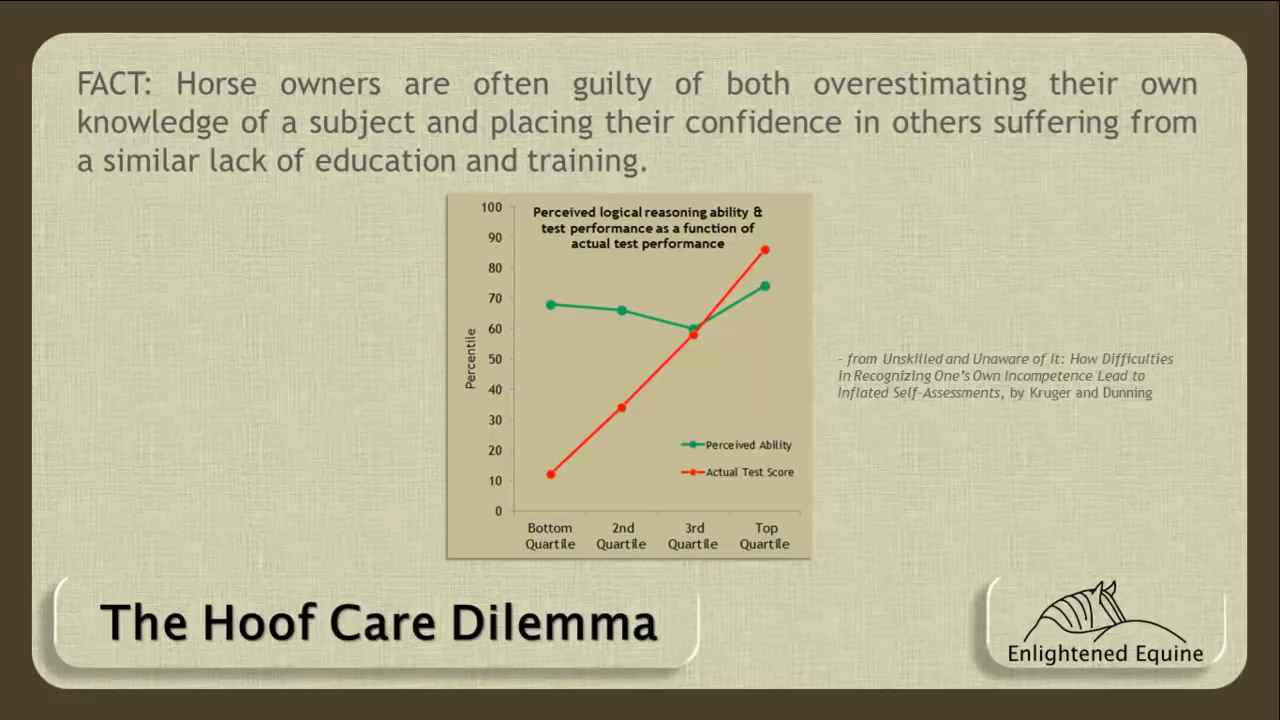 FACT: Horse owners are often guilty of both overestimating their own
knowledge of a subject and placing their confidence in others suffering from
a similar lack of education and training.
Perceived logical reasoning ability &
test performance as a function of
actual test performance
100
90
80
70
60
50
40
30
20
10
0
Percentile
Perceived Ability
Actual Test Score
Bottom
Quartile
2nd
Quartile
3rd
Quartile
Top
Quartile
- from Unskilled and Unaware of It: How Difficulties
in Recognizing One's Own Incompetence Lead to
Inflated Self-Assessments, by Kruger and Dunning
The Hoof Care Dilemma
Enlightened Equine